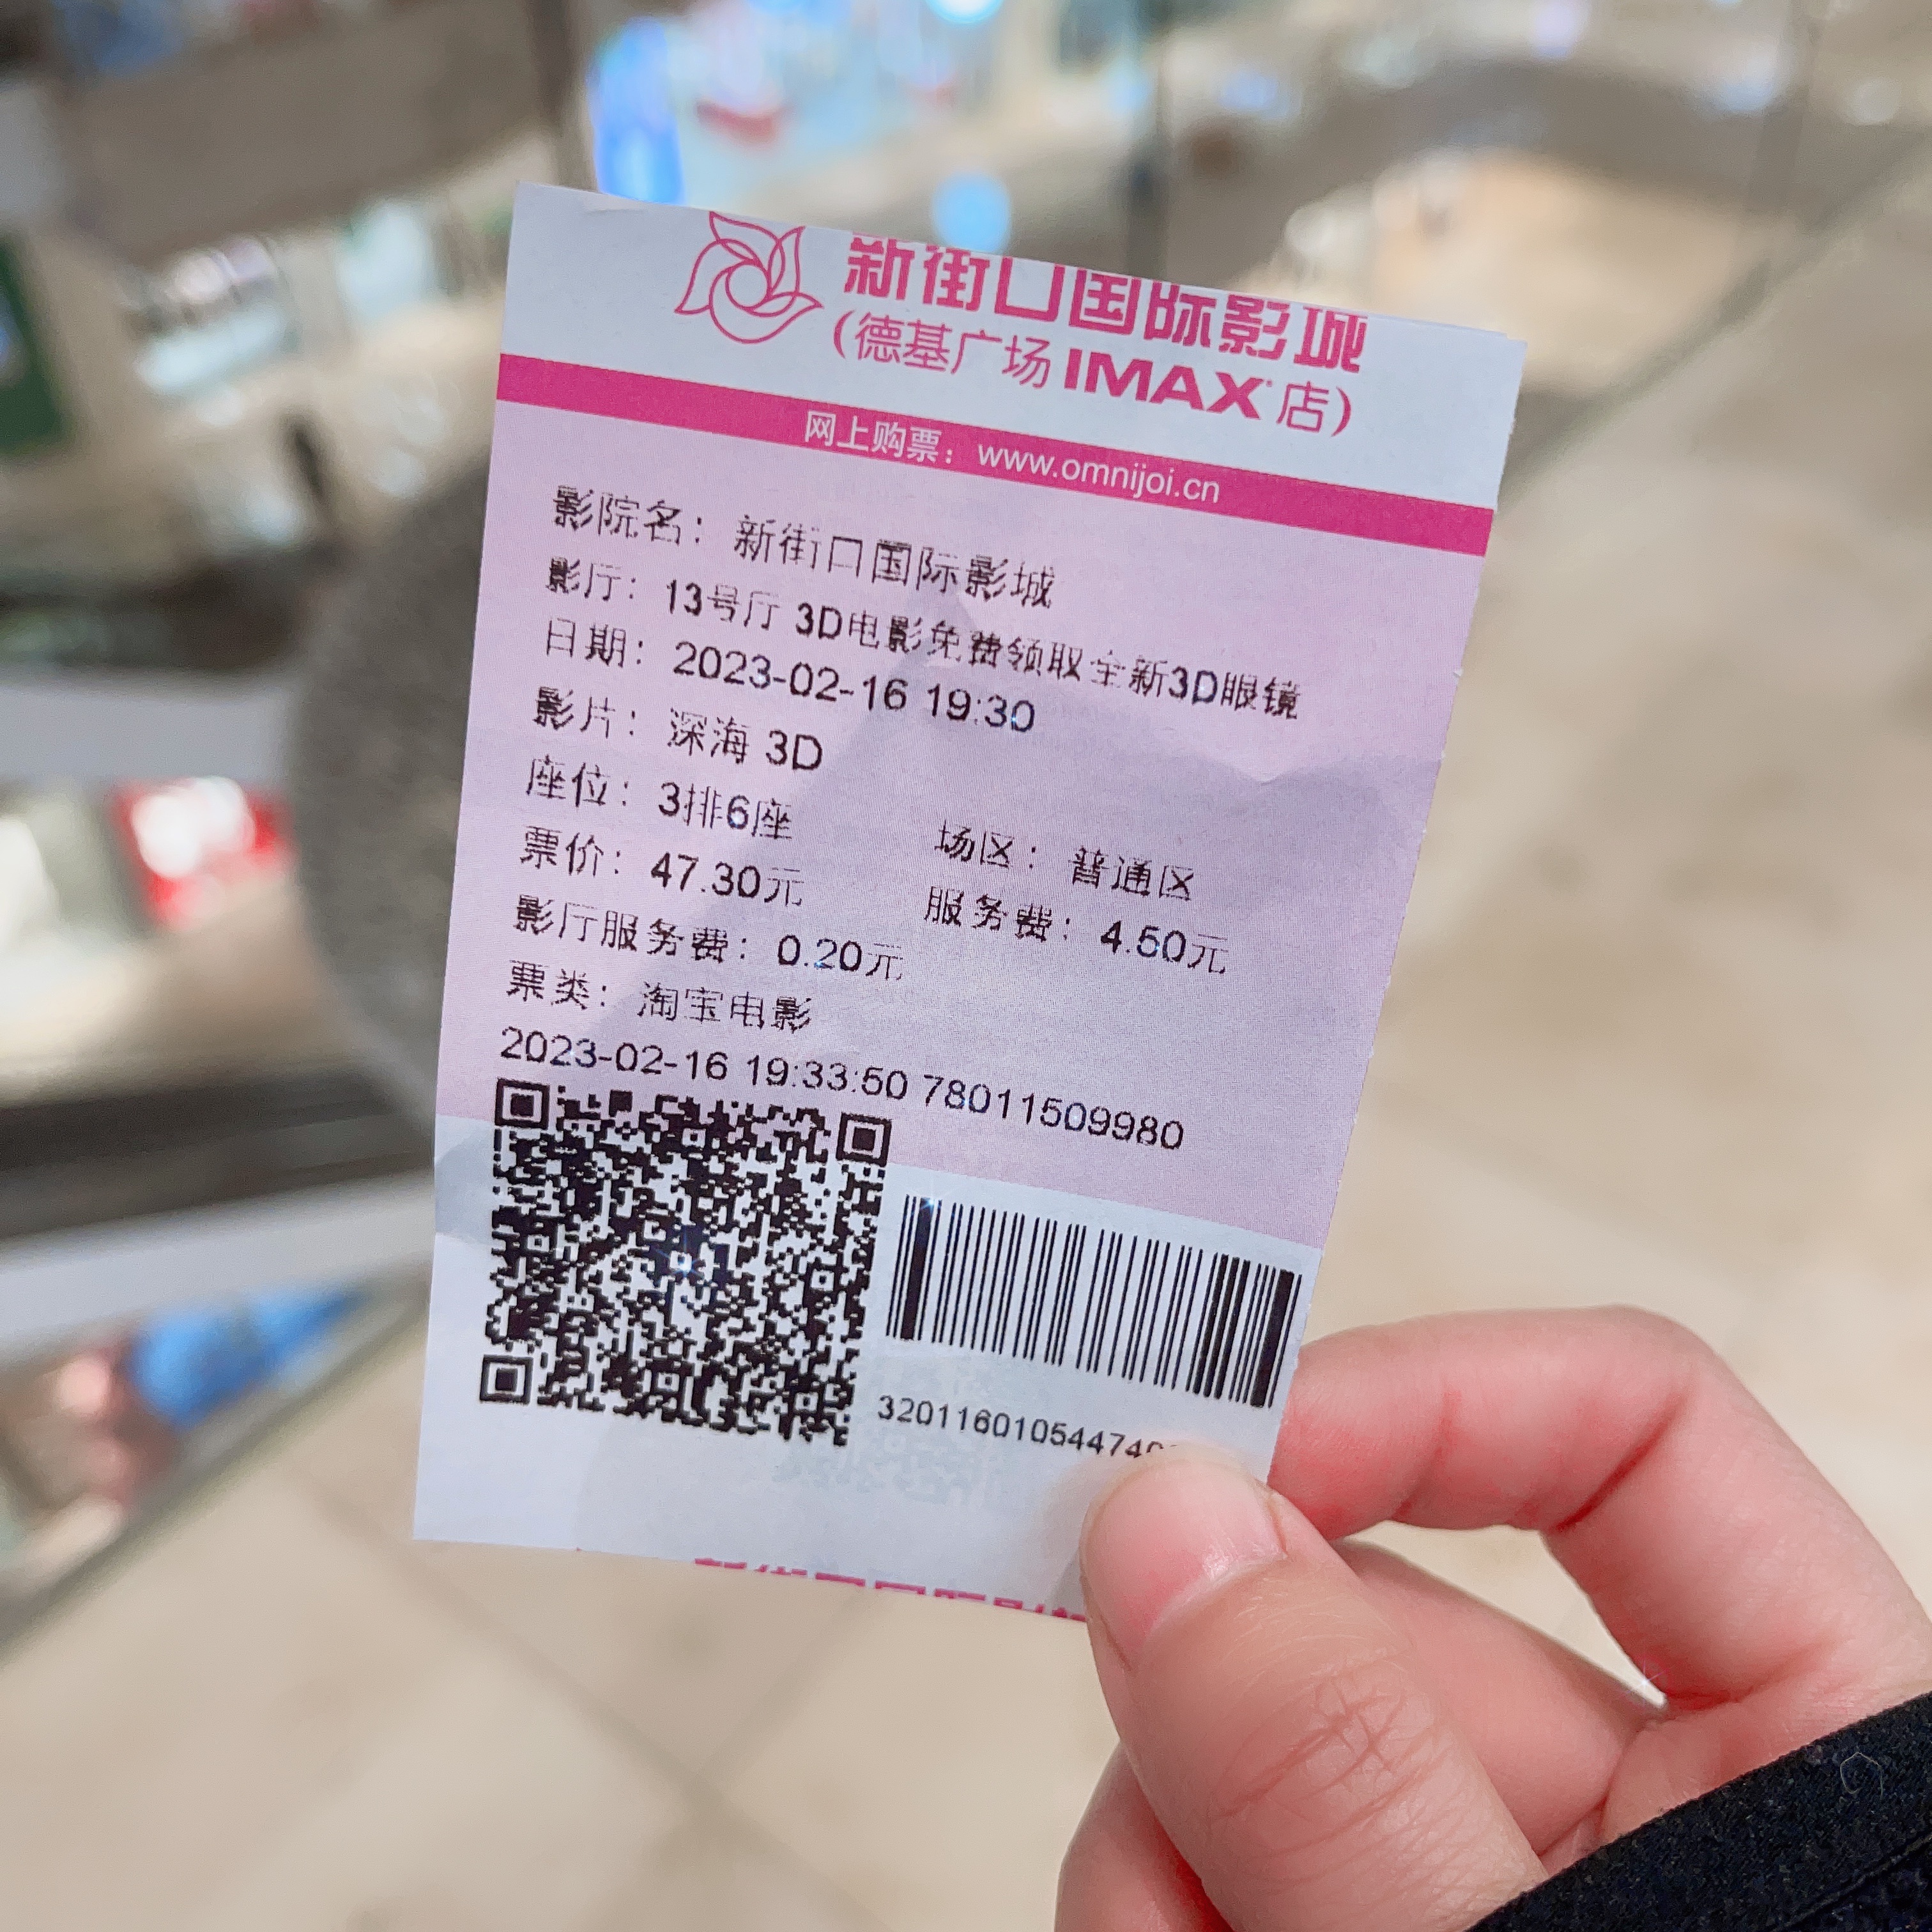 新街口国际影城
(德基广场 IMAX 店)
网上购票：www.omnijoi.cn
影院名：新街口国际影城
影厅：13号厅 3D电影免费领取全新3D眼镜
日期：2023-02-16 19:30
影片：深海 3D
座位：3排6座 场区：普通区
票价：47.30元 服务费：4.50元
影厅服务费：0.20元
票类：淘宝电影
2023-02-16 19:33:50 78011509980